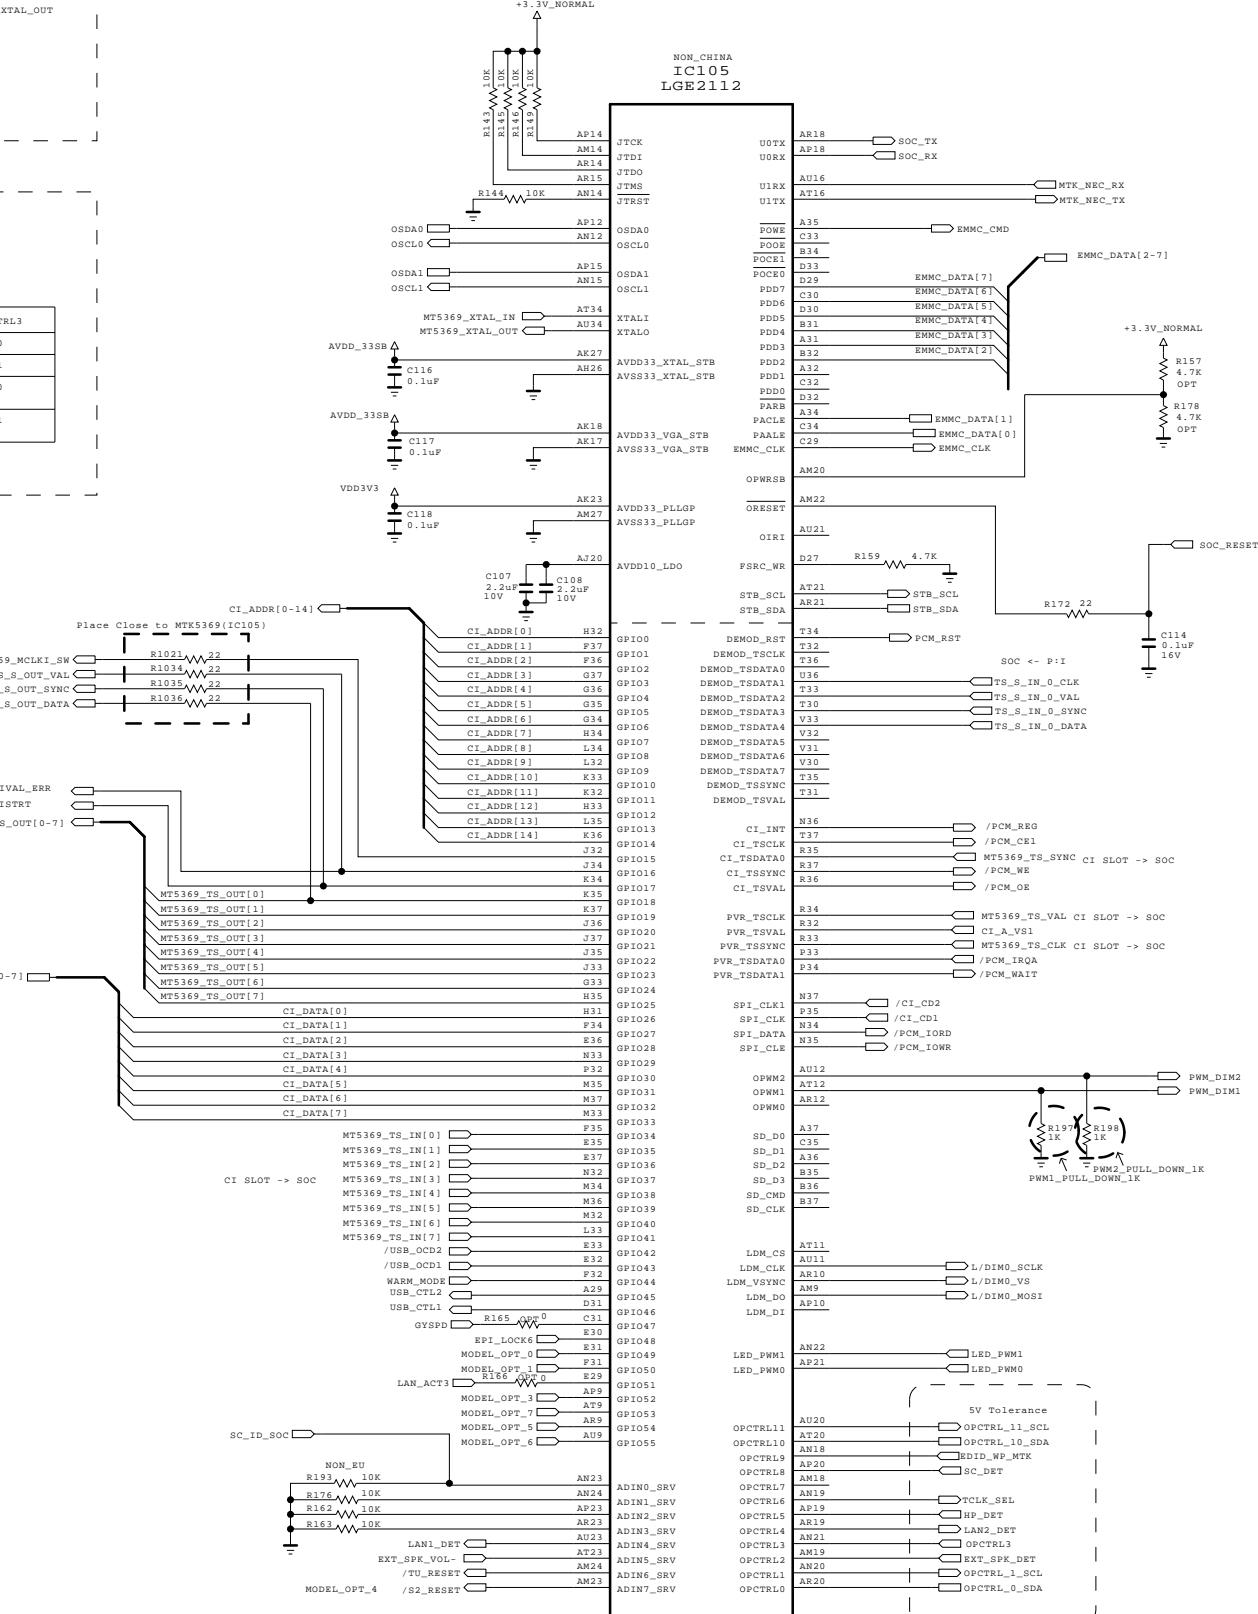 XTAL_OUT
+3.3V_NORMAL
NON_CHINA
IC105
LGE2112
R143 10K
R145 10K
R146 10K
R149 10K
AP14 JTCK
AM14 JTDI
AR14 JTDO
AR15 JTMS
R144 10K AN14 JTRST
OSDA0 AP12 OSDA0
OSCL0 AN12 OSCL0
OSDA1 AP15 OSDA1
OSCL1 AN15 OSCL1
MT5369_XTAL_IN AT34 XTALI
MT5369_XTAL_OUT AU34 XTALO
AVDD_33SB AK27 AVDD33_XTAL_STB
C116 0.1uF AH26 AVSS33_XTAL_STB
AVDD_33SB AK18 AVDD33_VGA_STB
C117 0.1uF AK17 AVSS33_VGA_STB
VDD3V3 AK23 AVDD33_PLLGP
C118 0.1uF AM27 AVSS33_PLLGP
AJ20 AVDD10_LDO
C107 2.2uF 10V
C108 2.2uF 10V
TRL3
0
1
0
1
CI_ADDR[0-14]
Place Close to MTK5369(IC105)
69_MCLKI_SW R1021 22
S_S_OUT_VAL R1034 22
S_OUT_SYNC R1035 22
S_OUT_DATA R1036 22
IVAL_ERR
ISTRT
S_OUT[0-7]
0-7]
CI_ADDR[0] H32 GPIO0
CI_ADDR[1] F37 GPIO1
CI_ADDR[2] F36 GPIO2
CI_ADDR[3] G37 GPIO3
CI_ADDR[4] G36 GPIO4
CI_ADDR[5] G35 GPIO5
CI_ADDR[6] G34 GPIO6
CI_ADDR[7] H34 GPIO7
CI_ADDR[8] L34 GPIO8
CI_ADDR[9] L32 GPIO9
CI_ADDR[10] K33 GPIO10
CI_ADDR[11] K32 GPIO11
CI_ADDR[12] H33 GPIO12
CI_ADDR[13] L35 GPIO13
CI_ADDR[14] K36 GPIO14
J32 GPIO15
J34 GPIO16
K34 GPIO17
MT5369_TS_OUT[0] K35 GPIO18
MT5369_TS_OUT[1] K37 GPIO19
MT5369_TS_OUT[2] J36 GPIO20
MT5369_TS_OUT[3] J37 GPIO21
MT5369_TS_OUT[4] J35 GPIO22
MT5369_TS_OUT[5] J33 GPIO23
MT5369_TS_OUT[6] G33 GPIO24
MT5369_TS_OUT[7] H35 GPIO25
CI_DATA[0] H31 GPIO26
CI_DATA[1] F34 GPIO27
CI_DATA[2] E36 GPIO28
CI_DATA[3] N33 GPIO29
CI_DATA[4] P32 GPIO30
CI_DATA[5] M35 GPIO31
CI_DATA[6] M37 GPIO32
CI_DATA[7] M33 GPIO33
MT5369_TS_IN[0] F35 GPIO34
MT5369_TS_IN[1] E35 GPIO35
MT5369_TS_IN[2] E37 GPIO36
CI SLOT -> SOC
MT5369_TS_IN[3] N32 GPIO37
MT5369_TS_IN[4] M34 GPIO38
MT5369_TS_IN[5] M36 GPIO39
MT5369_TS_IN[6] M32 GPIO40
MT5369_TS_IN[7] L33 GPIO41
/USB_OCD2 E33 GPIO42
/USB_OCD1 E32 GPIO43
WARM_MODE F32 GPIO44
USB_CTL2 A29 GPIO45
USB_CTL1 D31 GPIO46
GYSPD R165 OPT 0 C31 GPIO47
EPI_LOCK6 E30 GPIO48
MODEL_OPT_0 E31 GPIO49
MODEL_OPT_1 F31 GPIO50
LAN_ACT3 R166 OPT 0 E29 GPIO51
MODEL_OPT_3 AP9 GPIO52
MODEL_OPT_7 AT9 GPIO53
MODEL_OPT_5 AR9 GPIO54
MODEL_OPT_6 AU9 GPIO55
SC_ID_SOC
NON_EU
R193 10K AN23 ADIN0_SRV
R176 10K AN24 ADIN1_SRV
R162 10K AP23 ADIN2_SRV
R163 10K AR23 ADIN3_SRV
LAN1_DET AU23 ADIN4_SRV
EXT_SPK_VOL- AT23 ADIN5_SRV
/TU_RESET AM24 ADIN6_SRV
MODEL_OPT_4 /S2_RESET AM23 ADIN7_SRV
U0TX AR18 SOC_TX
U0RX AP18 SOC_RX
U1RX AU16 MTK_NEC_RX
U1TX AT16 MTK_NEC_TX
POWE A35 EMMC_CMD
POOE C33
POCE1 B34
POCE0 D33
EMMC_DATA[2-7]
PDD7 D29 EMMC_DATA[7]
PDD6 C30 EMMC_DATA[6]
PDD5 D30 EMMC_DATA[5]
PDD4 B31 EMMC_DATA[4]
PDD3 A31 EMMC_DATA[3]
PDD2 B32 EMMC_DATA[2]
PDD1 A32
PDD0 C32
PARB D32
PACLE A34 EMMC_DATA[1]
PAALE C34 EMMC_DATA[0]
EMMC_CLK C29 EMMC_CLK
+3.3V_NORMAL
R157 4.7K OPT
R178 4.7K OPT
OPWRSB AM20
ORESET AM22
OIRI AU21
SOC_RESET
FSRC_WR D27 R159 4.7K
STB_SCL AT21 STB_SCL
STB_SDA AR21 STB_SDA
R172 22
C114 0.1uF 16V
DEMOD_RST T34 PCM_RST
DEMOD_TSCLK T32
SOC <- P:I
DEMOD_TSDATA0 T36
DEMOD_TSDATA1 U36 TS_S_IN_0_CLK
DEMOD_TSDATA2 T33 TS_S_IN_0_VAL
DEMOD_TSDATA3 T30 TS_S_IN_0_SYNC
DEMOD_TSDATA4 V33 TS_S_IN_0_DATA
DEMOD_TSDATA5 V32
DEMOD_TSDATA6 V31
DEMOD_TSDATA7 V30
DEMOD_TSSYNC T35
DEMOD_TSVAL T31
CI_INT N36 /PCM_REG
CI_TSCLK T37 /PCM_CE1
CI_TSDATA0 R35 MT5369_TS_SYNC CI SLOT -> SOC
CI_TSSYNC R37 /PCM_WE
CI_TSVAL R36 /PCM_OE
PVR_TSCLK R34 MT5369_TS_VAL CI SLOT -> SOC
PVR_TSVAL R32 CI_A_VS1
PVR_TSSYNC R33 MT5369_TS_CLK CI SLOT -> SOC
PVR_TSDATA0 P33 /PCM_IRQA
PVR_TSDATA1 P34 /PCM_WAIT
SPI_CLK1 N37 /CI_CD2
SPI_CLK P35 /CI_CD1
SPI_DATA N34 /PCM_IORD
SPI_CLE N35 /PCM_IOWR
OPWM2 AU12 PWM_DIM2
OPWM1 AT12 PWM_DIM1
OPWM0 AR12
R197 1K
R198 1K
PWM2_PULL_DOWN_1K
PWM1_PULL_DOWN_1K
SD_D0 A37
SD_D1 C35
SD_D2 A36
SD_D3 B35
SD_CMD B36
SD_CLK B37
LDM_CS AT11
LDM_CLK AU11 L/DIM0_SCLK
LDM_VSYNC AR10 L/DIM0_VS
LDM_DO AM9 L/DIM0_MOSI
LDM_DI AP10
LED_PWM1 AN22 LED_PWM1
LED_PWM0 AP21 LED_PWM0
5V Tolerance
OPCTRL11 AU20 OPCTRL_11_SCL
OPCTRL10 AT20 OPCTRL_10_SDA
OPCTRL9 AN18 EDID_WP_MTK
OPCTRL8 AP20 SC_DET
OPCTRL7 AM18
OPCTRL6 AN19 TCLK_SEL
OPCTRL5 AP19 HP_DET
OPCTRL4 AR19 LAN2_DET
OPCTRL3 AN21 OPCTRL3
OPCTRL2 AM19 EXT_SPK_DET
OPCTRL1 AN20 OPCTRL_1_SCL
OPCTRL0 AR20 OPCTRL_0_SDA